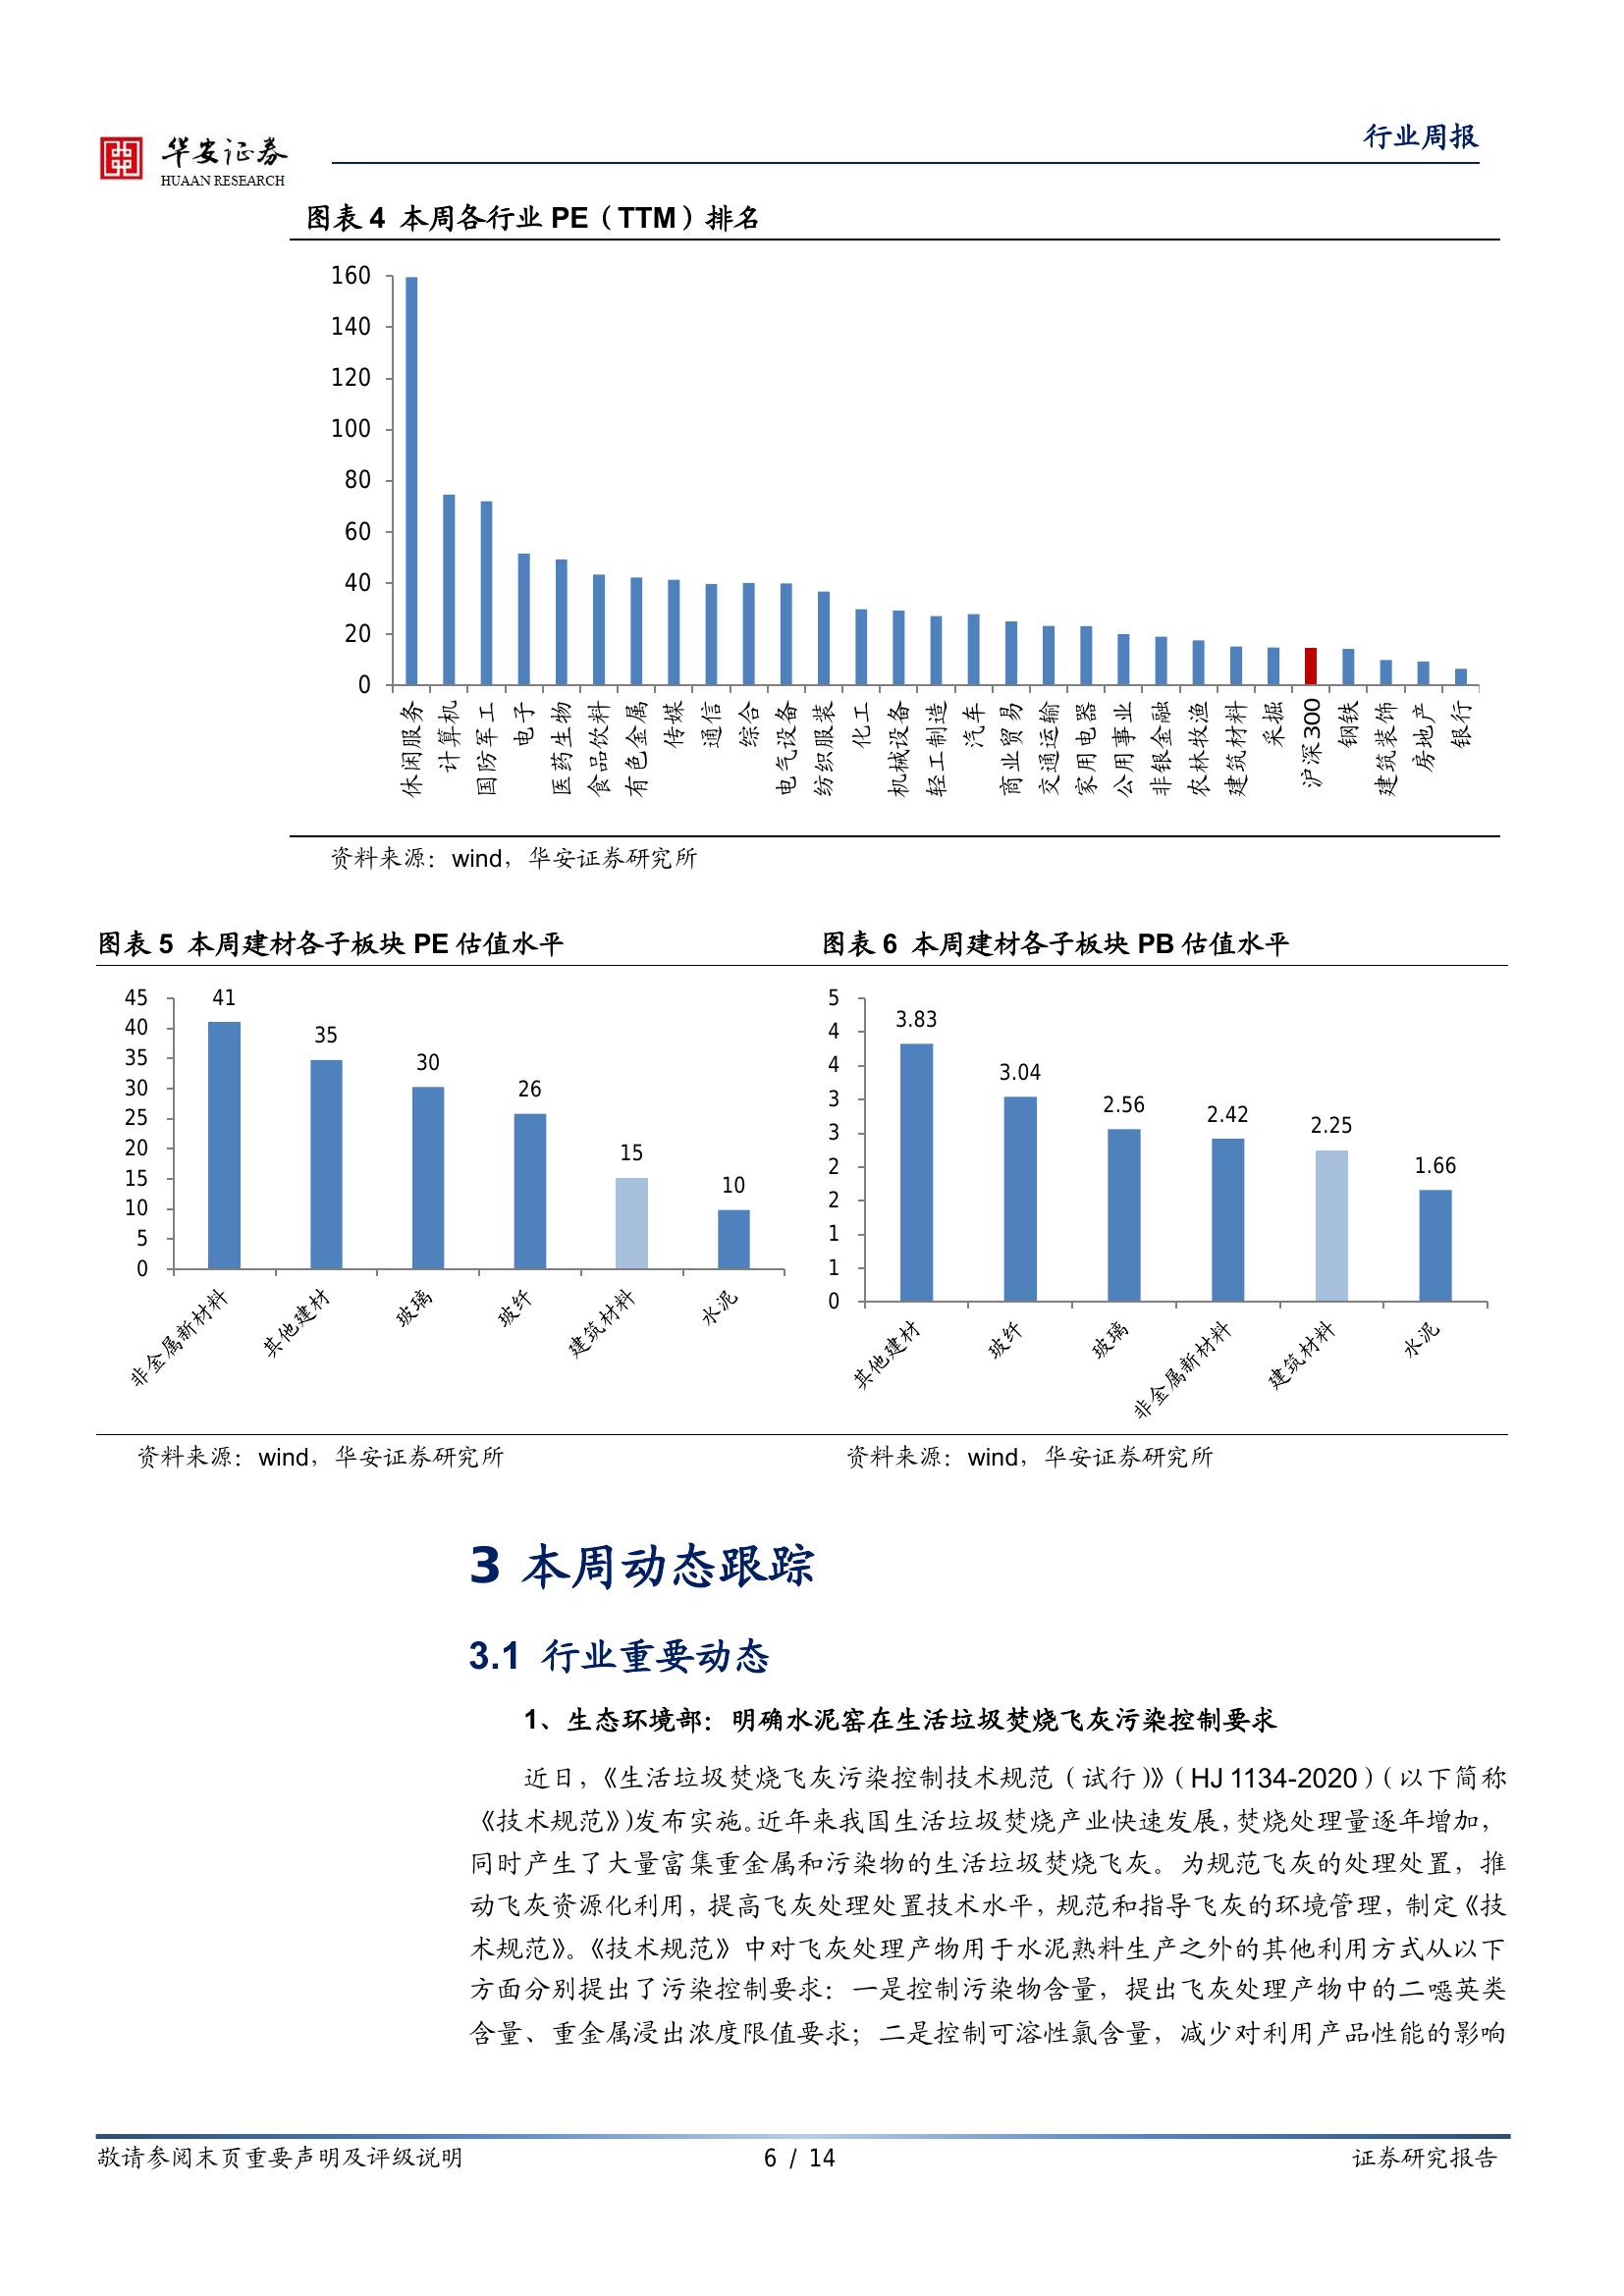 华安证券
HUAAN RESEARCH
行业周报
图表 4 本周各行业 PE（TTM）排名
160
140
120
100
80
60
40
20
0
休闲服务
计算机
国防军工
电子
医药生物
食品饮料
有色金属
传媒
通信
综合
电气设备
纺织服装
化工
机械设备
轻工制造
汽车
商业贸易
交通运输
家用电器
公用事业
非银金融
农林牧渔
建筑材料
采掘
沪深300
钢铁
建筑装饰
房地产
银行
资料来源：wind，华安证券研究所
图表 5 本周建材各子板块 PE 估值水平
45
40
35
30
25
20
15
10
5
0
41
35
30
26
15
10
非金属新材料
其他建材
玻璃
玻纤
建筑材料
水泥
资料来源：wind，华安证券研究所
图表 6 本周建材各子板块 PB 估值水平
5
4
4
3
3
2
2
1
1
0
3.83
3.04
2.56
2.42
2.25
1.66
其他建材
玻纤
玻璃
非金属新材料
建筑材料
水泥
资料来源：wind，华安证券研究所
3 本周动态跟踪
3.1 行业重要动态
1、生态环境部：明确水泥窑在生活垃圾焚烧飞灰污染控制要求
近日，《生活垃圾焚烧飞灰污染控制技术规范（试行）》（HJ 1134-2020）（以下简称
《技术规范》)发布实施。近年来我国生活垃圾焚烧产业快速发展，焚烧处理量逐年增加，
同时产生了大量富集重金属和污染物的生活垃圾焚烧飞灰。为规范飞灰的处理处置，推
动飞灰资源化利用，提高飞灰处理处置技术水平，规范和指导飞灰的环境管理，制定《技
术规范》。《技术规范》中对飞灰处理产物用于水泥熟料生产之外的其他利用方式从以下
方面分别提出了污染控制要求：一是控制污染物含量，提出飞灰处理产物中的二噁英类
含量、重金属浸出浓度限值要求；二是控制可溶性氯含量，减少对利用产品性能的影响
敬请参阅末页重要声明及评级说明
6 / 14
证券研究报告